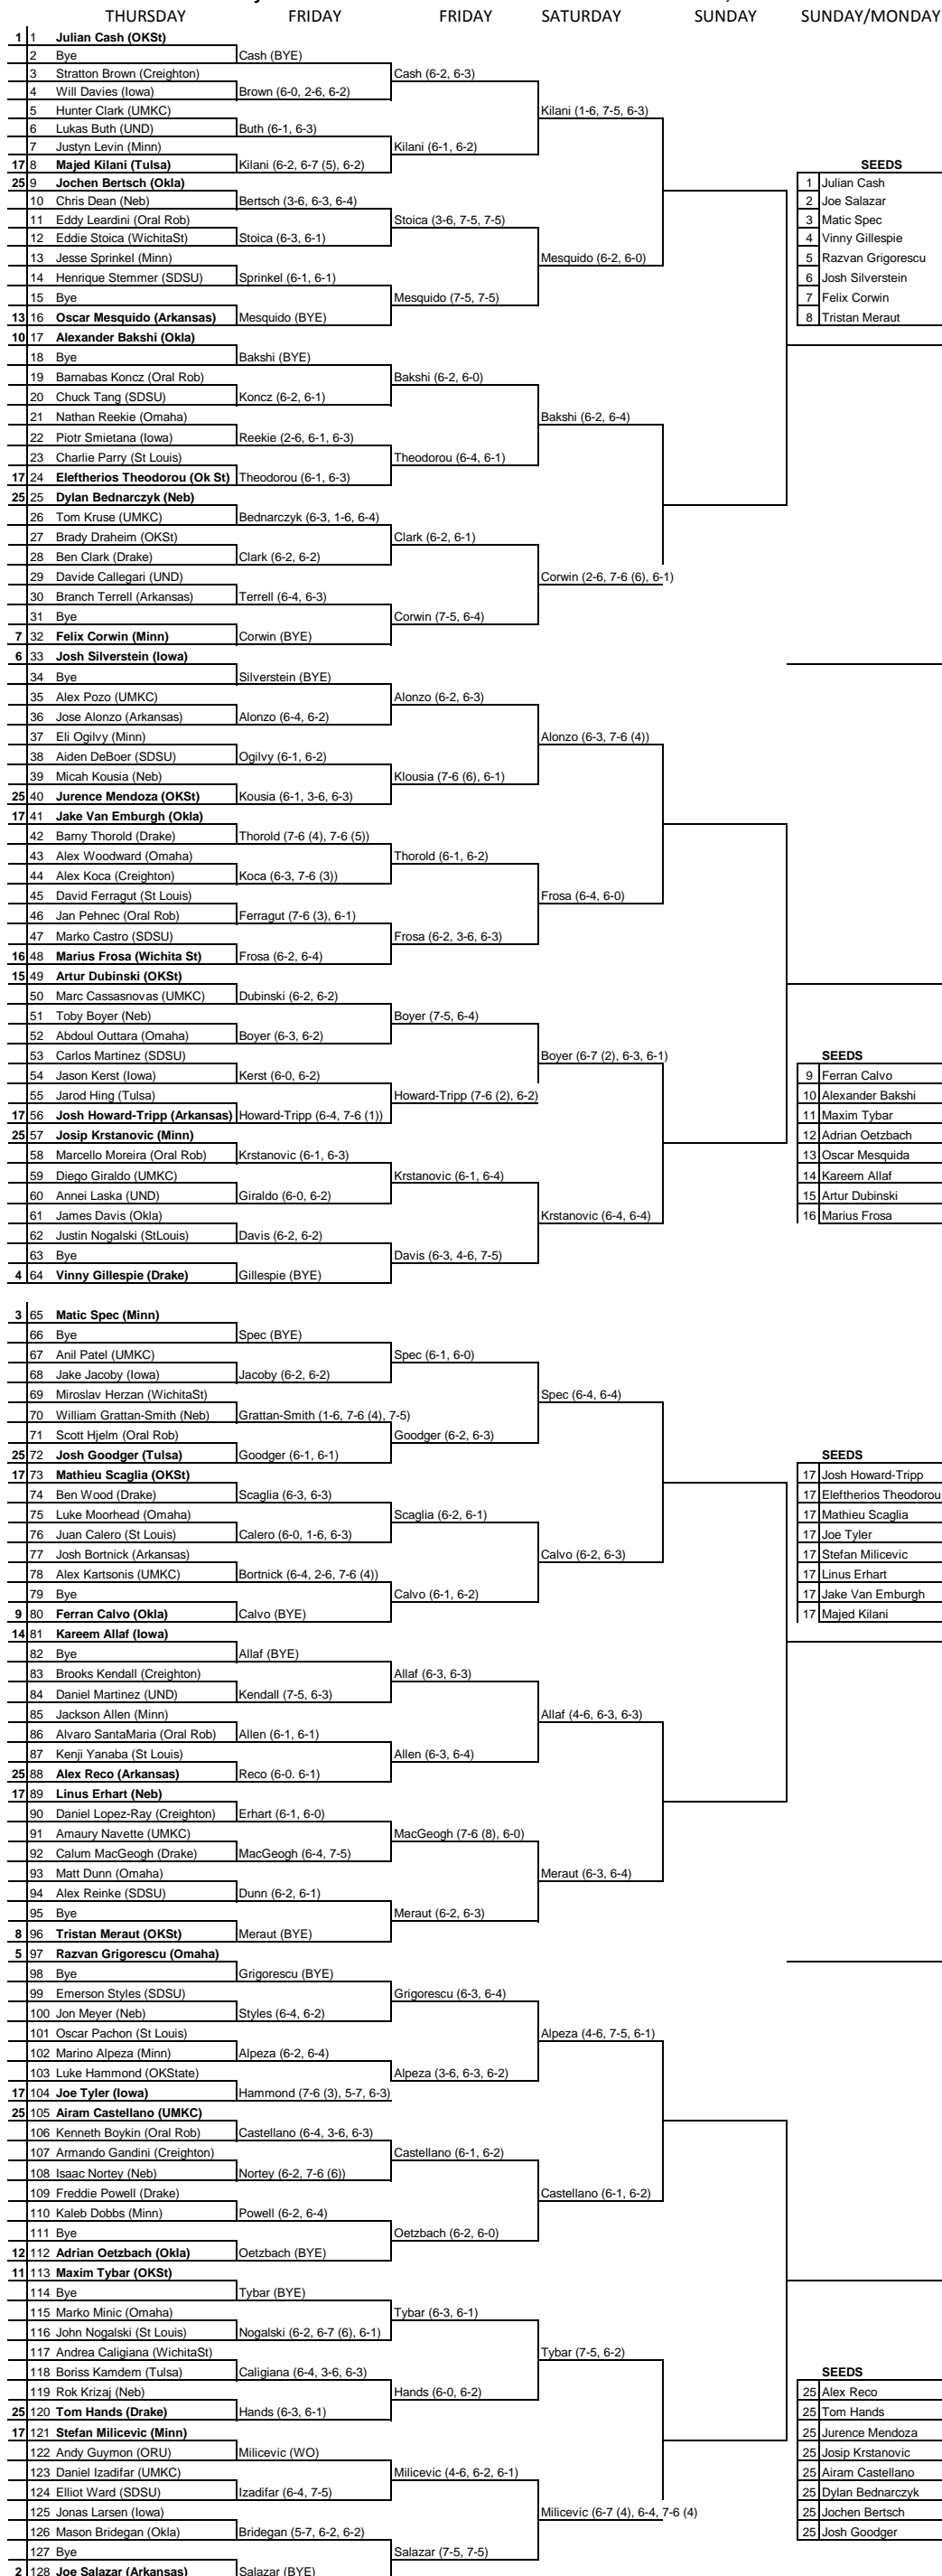 THURSDAY FRIDAY FRIDAY SATURDAY SUNDAY SUNDAY/MONDAY
1 1 Julian Cash (OKSt)
2 Bye Cash (BYE)
3 Stratton Brown (Creighton) Cash (6-2, 6-3)
4 Will Davies (Iowa) Brown (6-0, 2-6, 6-2)
5 Hunter Clark (UMKC) Kilani (1-6, 7-5, 6-3)
6 Lukas Buth (UND) Buth (6-1, 6-3)
7 Justyn Levin (Minn) Kilani (6-1, 6-2)
17 8 Majed Kilani (Tulsa) Kilani (6-2, 6-7 (5), 6-2) SEEDS
25 9 Jochen Bertsch (Okla) 1 Julian Cash
10 Chris Dean (Neb) Bertsch (3-6, 6-3, 6-4) 2 Joe Salazar
11 Eddy Leardini (Oral Rob) Stoica (3-6, 7-5, 7-5) 3 Matic Spec
12 Eddie Stoica (WichitaSt) Stoica (6-3, 6-1) 4 Vinny Gillespie
13 Jesse Sprinkel (Minn) Mesquido (6-2, 6-0) 5 Razvan Grigorescu
14 Henrique Stemmer (SDSU) Sprinkel (6-1, 6-1) 6 Josh Silverstein
15 Bye Mesquido (7-5, 7-5) 7 Felix Corwin
13 16 Oscar Mesquido (Arkansas) Mesquido (BYE) 8 Tristan Meraut
10 17 Alexander Bakshi (Okla)
18 Bye Bakshi (BYE)
19 Barnabas Koncz (Oral Rob) Bakshi (6-2, 6-0)
20 Chuck Tang (SDSU) Koncz (6-2, 6-1)
21 Nathan Reekie (Omaha) Bakshi (6-2, 6-4)
22 Piotr Smietana (Iowa) Reekie (2-6, 6-1, 6-3)
23 Charlie Parry (St Louis) Theodorou (6-4, 6-1)
17 24 Eleftherios Theodorou (Ok St) Theodorou (6-1, 6-3)
25 25 Dylan Bednarczyk (Neb)
26 Tom Kruse (UMKC) Bednarczyk (6-3, 1-6, 6-4)
27 Brady Draheim (OKSt) Clark (6-2, 6-1)
28 Ben Clark (Drake) Clark (6-2, 6-2)
29 Davide Callegari (UND) Corwin (2-6, 7-6 (6), 6-1)
30 Branch Terrell (Arkansas) Terrell (6-4, 6-3)
31 Bye Corwin (7-5, 6-4)
7 32 Felix Corwin (Minn) Corwin (BYE)
6 33 Josh Silverstein (Iowa)
34 Bye Silverstein (BYE)
35 Alex Pozo (UMKC) Alonzo (6-2, 6-3)
36 Jose Alonzo (Arkansas) Alonzo (6-4, 6-2)
37 Eli Ogilvy (Minn) Alonzo (6-3, 7-6 (4))
38 Aiden DeBoer (SDSU) Ogilvy (6-1, 6-2)
39 Micah Kousia (Neb) Klousia (7-6 (6), 6-1)
25 40 Jurence Mendoza (OKSt) Kousia (6-1, 3-6, 6-3)
17 41 Jake Van Emburgh (Okla)
42 Barny Thorold (Drake) Thorold (7-6 (4), 7-6 (5))
43 Alex Woodward (Omaha) Thorold (6-1, 6-2)
44 Alex Koca (Creighton) Koca (6-3, 7-6 (3))
45 David Ferragut (St Louis) Frosa (6-4, 6-0)
46 Jan Pehnec (Oral Rob) Ferragut (7-6 (3), 6-1)
47 Marko Castro (SDSU) Frosa (6-2, 3-6, 6-3)
16 48 Marius Frosa (Wichita St) Frosa (6-2, 6-4)
15 49 Artur Dubinski (OKSt)
50 Marc Cassasnovas (UMKC) Dubinski (6-2, 6-2)
51 Toby Boyer (Neb) Boyer (7-5, 6-4)
52 Abdoul Outtara (Omaha) Boyer (6-3, 6-2)
53 Carlos Martinez (SDSU) Boyer (6-7 (2), 6-3, 6-1) SEEDS
54 Jason Kerst (Iowa) Kerst (6-0, 6-2) 9 Ferran Calvo
55 Jarod Hing (Tulsa) Howard-Tripp (7-6 (2), 6-2) 10 Alexander Bakshi
17 56 Josh Howard-Tripp (Arkansas) Howard-Tripp (6-4, 7-6 (1)) 11 Maxim Tybar
25 57 Josip Krstanovic (Minn) 12 Adrian Oetzbach
58 Marcello Moreira (Oral Rob) Krstanovic (6-1, 6-3) 13 Oscar Mesquida
59 Diego Giraldo (UMKC) Krstanovic (6-1, 6-4) 14 Kareem Allaf
60 Annei Laska (UND) Giraldo (6-0, 6-2) 15 Artur Dubinski
61 James Davis (Okla) Krstanovic (6-4, 6-4) 16 Marius Frosa
62 Justin Nogalski (StLouis) Davis (6-2, 6-2)
63 Bye Davis (6-3, 4-6, 7-5)
4 64 Vinny Gillespie (Drake) Gillespie (BYE)
3 65 Matic Spec (Minn)
66 Bye Spec (BYE)
67 Anil Patel (UMKC) Spec (6-1, 6-0)
68 Jake Jacoby (Iowa) Jacoby (6-2, 6-2)
69 Miroslav Herzan (WichitaSt) Spec (6-4, 6-4)
70 William Grattan-Smith (Neb) Grattan-Smith (1-6, 7-6 (4), 7-5)
71 Scott Hjelm (Oral Rob) Goodger (6-2, 6-3)
25 72 Josh Goodger (Tulsa) Goodger (6-1, 6-1) SEEDS
17 73 Mathieu Scaglia (OKSt) 17 Josh Howard-Tripp
74 Ben Wood (Drake) Scaglia (6-3, 6-3) 17 Eleftherios Theodorou
75 Luke Moorhead (Omaha) Scaglia (6-2, 6-1) 17 Mathieu Scaglia
76 Juan Calero (St Louis) Calero (6-0, 1-6, 6-3) 17 Joe Tyler
77 Josh Bortnick (Arkansas) Calvo (6-2, 6-3) 17 Stefan Milicevic
78 Alex Kartsonis (UMKC) Bortnick (6-4, 2-6, 7-6 (4)) 17 Linus Erhart
79 Bye Calvo (6-1, 6-2) 17 Jake Van Emburgh
9 80 Ferran Calvo (Okla) Calvo (BYE) 17 Majed Kilani
14 81 Kareem Allaf (Iowa)
82 Bye Allaf (BYE)
83 Brooks Kendall (Creighton) Allaf (6-3, 6-3)
84 Daniel Martinez (UND) Kendall (7-5, 6-3)
85 Jackson Allen (Minn) Allaf (4-6, 6-3, 6-3)
86 Alvaro SantaMaria (Oral Rob) Allen (6-1, 6-1)
87 Kenji Yanaba (St Louis) Allen (6-3, 6-4)
25 88 Alex Reco (Arkansas) Reco (6-0. 6-1)
17 89 Linus Erhart (Neb)
90 Daniel Lopez-Ray (Creighton) Erhart (6-1, 6-0)
91 Amaury Navette (UMKC) MacGeogh (7-6 (8), 6-0)
92 Calum MacGeogh (Drake) MacGeogh (6-4, 7-5)
93 Matt Dunn (Omaha) Meraut (6-3, 6-4)
94 Alex Reinke (SDSU) Dunn (6-2, 6-1)
95 Bye Meraut (6-2, 6-3)
8 96 Tristan Meraut (OKSt) Meraut (BYE)
5 97 Razvan Grigorescu (Omaha)
98 Bye Grigorescu (BYE)
99 Emerson Styles (SDSU) Grigorescu (6-3, 6-4)
100 Jon Meyer (Neb) Styles (6-4, 6-2)
101 Oscar Pachon (St Louis) Alpeza (4-6, 7-5, 6-1)
102 Marino Alpeza (Minn) Alpeza (6-2, 6-4)
103 Luke Hammond (OKState) Alpeza (3-6, 6-3, 6-2)
17 104 Joe Tyler (Iowa) Hammond (7-6 (3), 5-7, 6-3)
25 105 Airam Castellano (UMKC)
106 Kenneth Boykin (Oral Rob) Castellano (6-4, 3-6, 6-3)
107 Armando Gandini (Creighton) Castellano (6-1, 6-2)
108 Isaac Nortey (Neb) Nortey (6-2, 7-6 (6))
109 Freddie Powell (Drake) Castellano (6-1, 6-2)
110 Kaleb Dobbs (Minn) Powell (6-2, 6-4)
111 Bye Oetzbach (6-2, 6-0)
12 112 Adrian Oetzbach (Okla) Oetzbach (BYE)
11 113 Maxim Tybar (OKSt)
114 Bye Tybar (BYE)
115 Marko Minic (Omaha) Tybar (6-3, 6-1)
116 John Nogalski (St Louis) Nogalski (6-2, 6-7 (6), 6-1)
117 Andrea Caligiana (WichitaSt) Tybar (7-5, 6-2)
118 Boriss Kamdem (Tulsa) Caligiana (6-4, 3-6, 6-3) SEEDS
119 Rok Krizaj (Neb) Hands (6-0, 6-2) 25 Alex Reco
25 120 Tom Hands (Drake) Hands (6-3, 6-1) 25 Tom Hands
17 121 Stefan Milicevic (Minn) 25 Jurence Mendoza
122 Andy Guymon (ORU) Milicevic (WO) 25 Josip Krstanovic
123 Daniel Izadifar (UMKC) Milicevic (4-6, 6-2, 6-1) 25 Airam Castellano
124 Elliot Ward (SDSU) Izadifar (6-4, 7-5) 25 Dylan Bednarczyk
125 Jonas Larsen (Iowa) Milicevic (6-7 (4), 6-4, 7-6 (4) 25 Jochen Bertsch
126 Mason Bridegan (Okla) Bridegan (5-7, 6-2, 6-2) 25 Josh Goodger
127 Bye Salazar (7-5, 7-5)
2 128 Joe Salazar (Arkansas) Salazar (BYE)